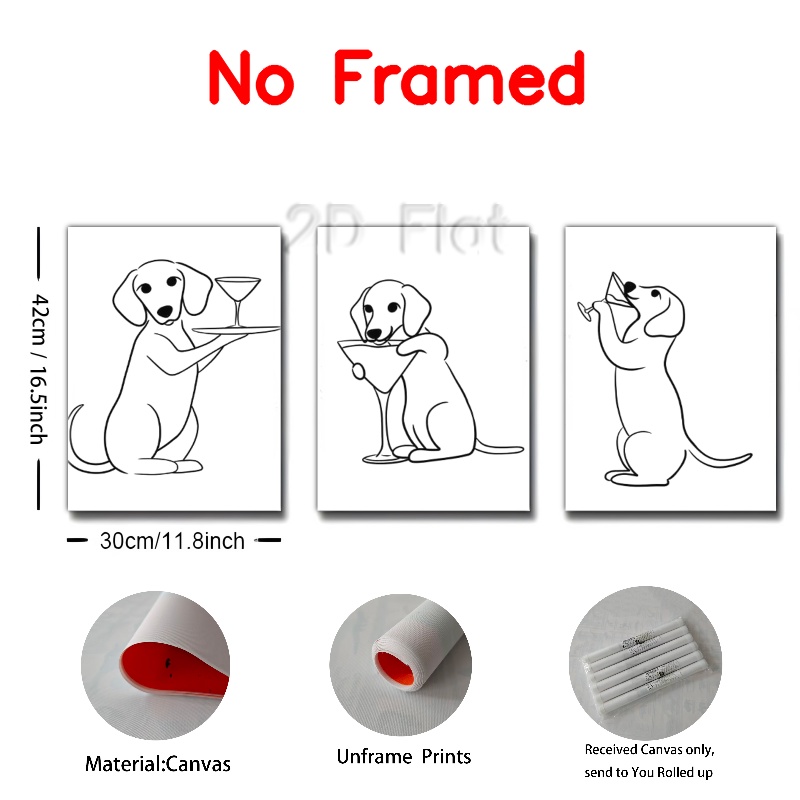 No Framed
2D Flat
42cm / 16.5inch
30cm/11.8inch
Material:Canvas
Unframe Prints
Received Canvas only,
send to You Rolled up